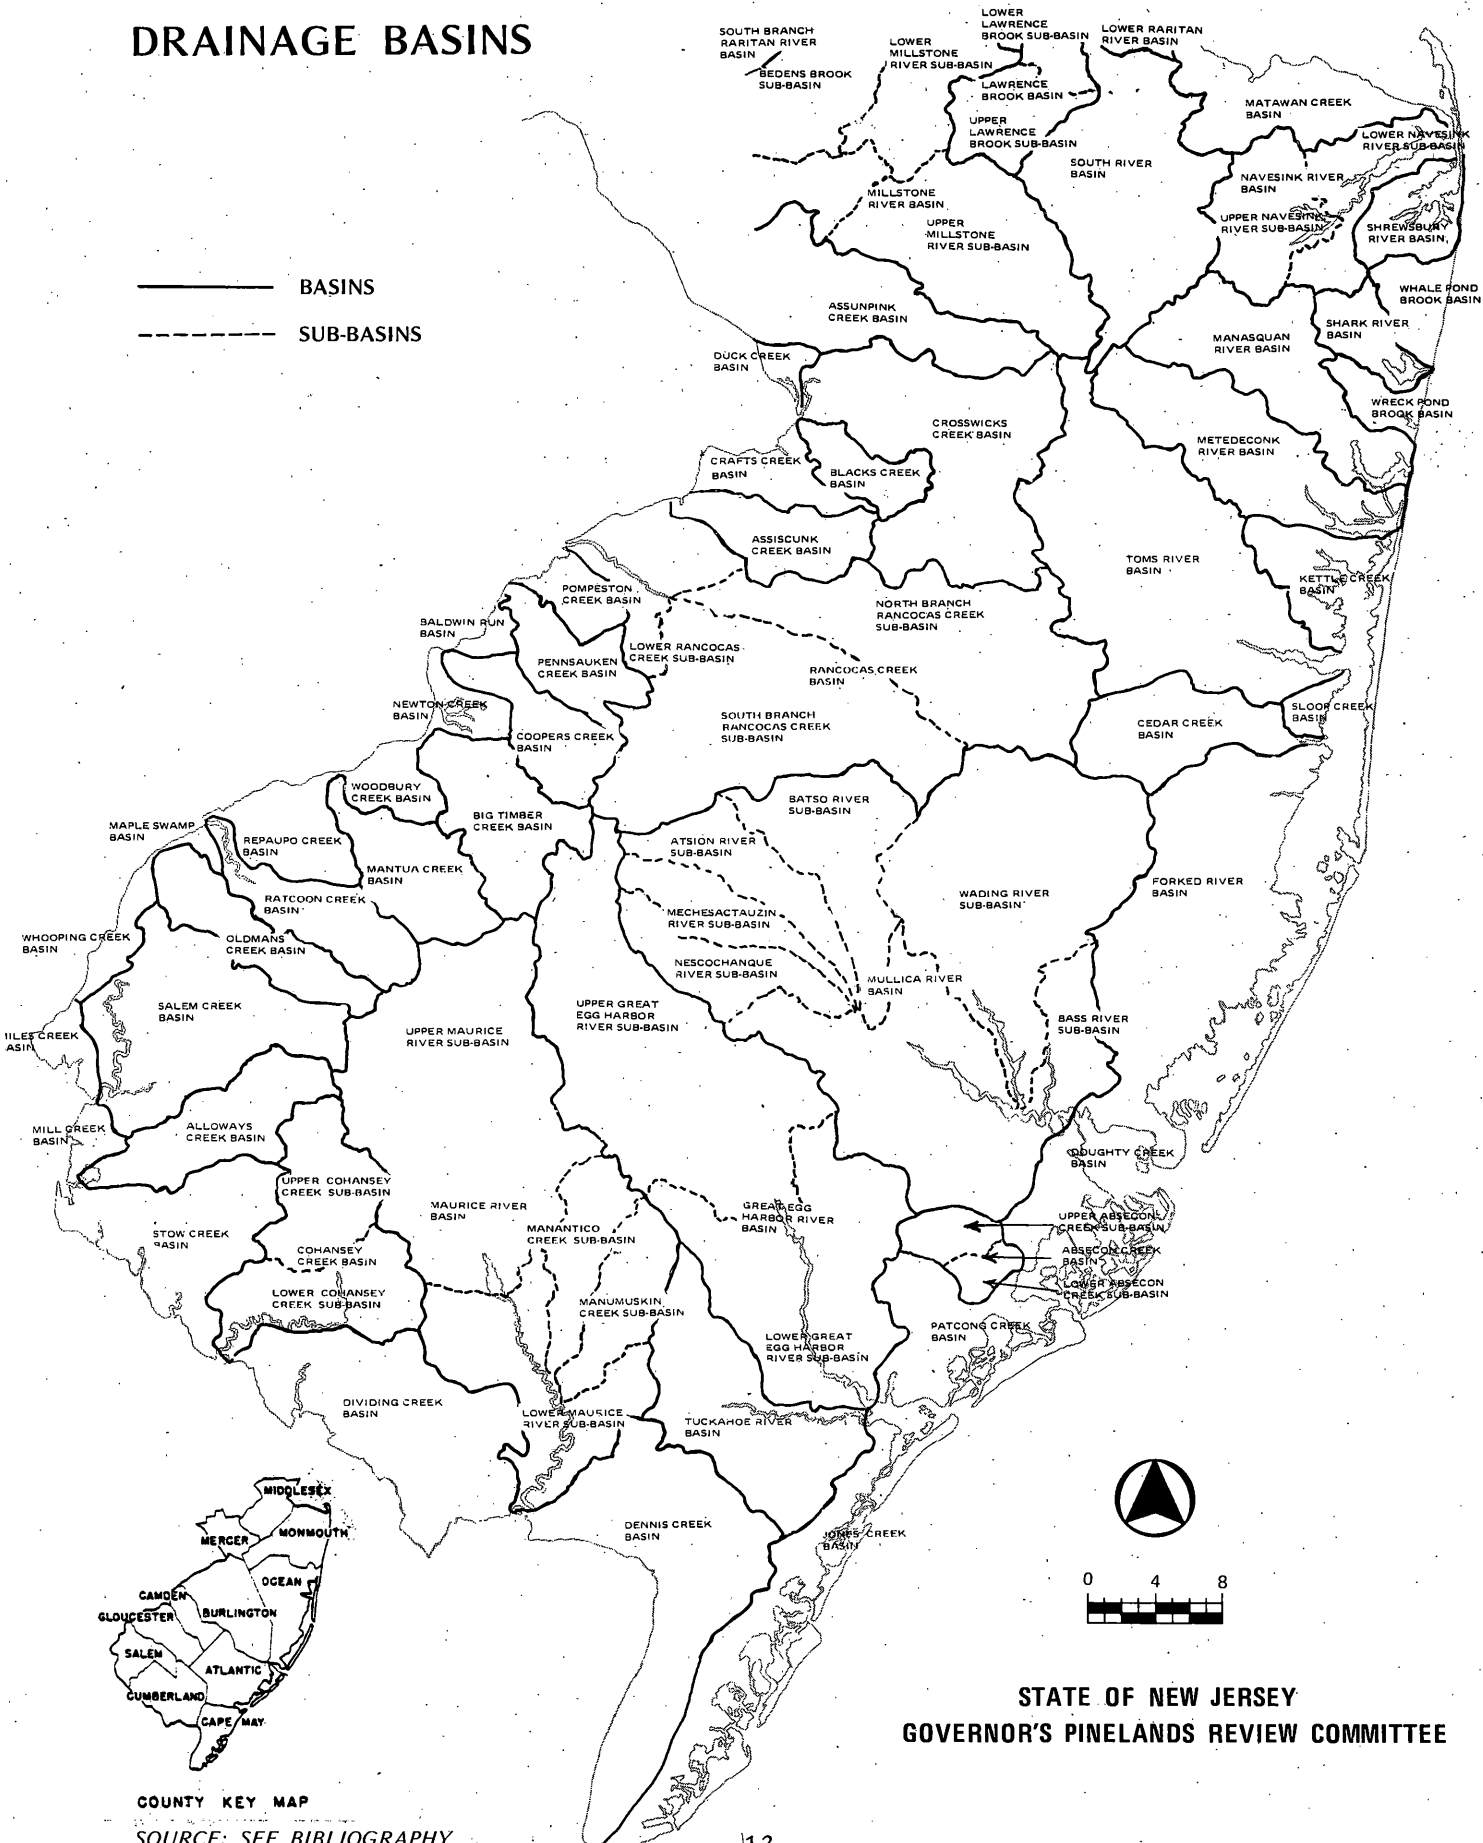 DRAINAGE BASINS
SOUTH BRANCH
RARITAN RIVER
BASIN
BEDENS BROOK
SUB-BASIN
LOWER
MILLSTONE
RIVER SUB-BASIN
LOWER
LAWRENCE
BROOK SUB-BASIN
LOWER RARITAN
RIVER BASIN
LAWRENCE
BROOK BASIN
UPPER
LAWRENCE
BROOK SUB-BASIN
MATAWAN CREEK
BASIN
LOWER NAVESINK
RIVER SUB-BASIN
SOUTH RIVER
BASIN
NAVESINK RIVER
BASIN
MILLSTONE
RIVER BASIN
UPPER
MILLSTONE
RIVER SUB-BASIN
UPPER NAVESINK
RIVER SUB-BASIN
SHREWSBURY
RIVER BASIN
BASINS
SUB-BASINS
WHALE POND
BROOK BASIN
ASSUNPINK
CREEK BASIN
SHARK RIVER
BASIN
MANASQUAN
RIVER BASIN
DUCK CREEK
BASIN
WRECK POND
BROOK BASIN
CROSSWICKS
CREEK BASIN
METEDECONK
RIVER BASIN
CRAFTS CREEK
BASIN
BLACKS CREEK
BASIN
ASSISCUNK
CREEK BASIN
TOMS RIVER
BASIN
KETTLE CREEK
BASIN
POMPESTON
CREEK BASIN
NORTH BRANCH
RANCOCAS CREEK
SUB-BASIN
BALDWIN RUN
BASIN
LOWER RANCOCAS
CREEK SUB-BASIN
PENNSAUKEN
CREEK BASIN
RANCOCAS CREEK
BASIN
NEWTON CREEK
BASIN
SLOOP CREEK
BASIN
SOUTH BRANCH
RANCOCAS CREEK
SUB-BASIN
CEDAR CREEK
BASIN
COOPERS CREEK
BASIN
WOODBURY
CREEK BASIN
BATSO RIVER
SUB-BASIN
BIG TIMBER
CREEK BASIN
MAPLE SWAMP
BASIN
REPAUPO CREEK
BASIN
ATSION RIVER
SUB-BASIN
MANTUA CREEK
BASIN
WADING RIVER
SUB-BASIN
FORKED RIVER
BASIN
RATCOON CREEK
BASIN
MECHESACTAUZIN
RIVER SUB-BASIN
WHOOPING CREEK
BASIN
OLDMANS
CREEK BASIN
NESCOCHANQUE
RIVER SUB-BASIN
MULLICA RIVER
BASIN
SALEM CREEK
BASIN
UPPER GREAT
EGG HARBOR
RIVER SUB-BASIN
BASS RIVER
SUB-BASIN
UPPER MAURICE
RIVER SUB-BASIN
ILES CREEK
ASIN
MILL CREEK
BASIN
ALLOWAYS
CREEK BASIN
DOUGHTY CREEK
BASIN
UPPER COHANSEY
CREEK SUB-BASIN
MAURICE RIVER
BASIN
GREAT EGG
HARBOR RIVER
BASIN
UPPER ABSECON
CREEK SUB-BASIN
MANANTICO
CREEK SUB-BASIN
STOW CREEK
BASIN
COHANSEY
CREEK BASIN
ABSECON CREEK
BASIN
LOWER ABSECON
CREEK SUB-BASIN
LOWER COHANSEY
CREEK SUB-BASIN
MANUMUSKIN
CREEK SUB-BASIN
PATCONG CREEK
BASIN
LOWER GREAT
EGG HARBOR
RIVER SUB-BASIN
DIVIDING CREEK
BASIN
LOWER MAURICE
RIVER SUB-BASIN
TUCKAHOE RIVER
BASIN
DENNIS CREEK
BASIN
JONES CREEK
BASIN
MIDDLESEX
MERCER
MONMOUTH
OCEAN
CAMDEN
GLOUCESTER
BURLINGTON
SALEM
ATLANTIC
CUMBERLAND
CAPE MAY
COUNTY KEY MAP
0 4 8
STATE OF NEW JERSEY
GOVERNOR'S PINELANDS REVIEW COMMITTEE
SOURCE: SEE BIBLIOGRAPHY
12